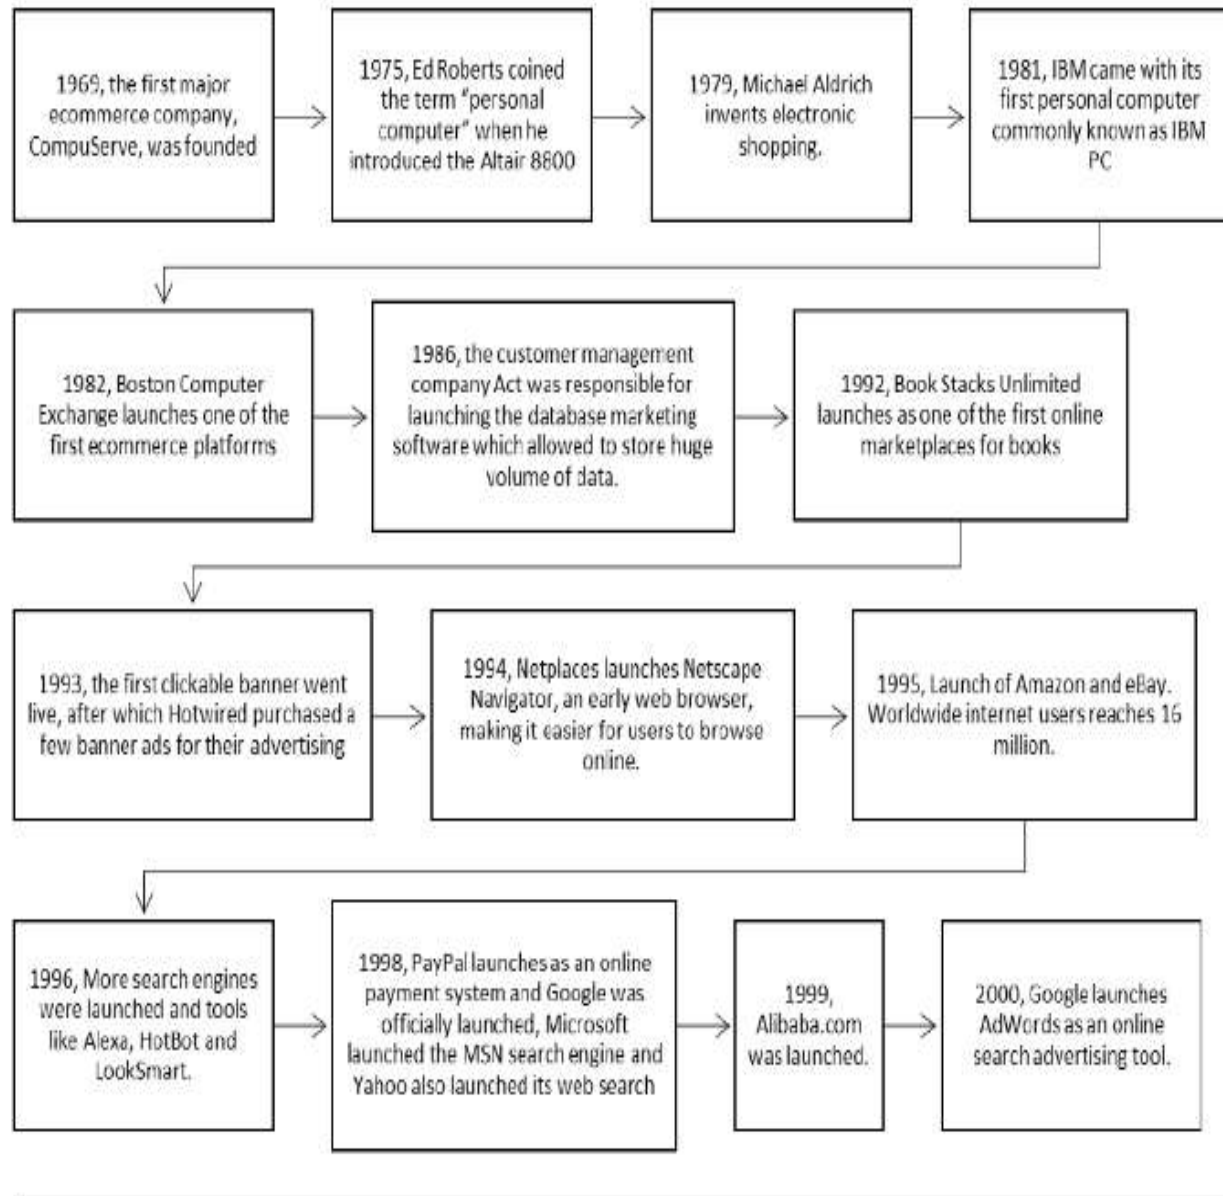 1969, the first major
ecommerce company,
CompuServe, was founded
1975, Ed Roberts coined
the term "personal
computer" when he
introduced the Altair 8800
1979, Michael Aldrich
invents electronic
shopping.
1981, IBM came with its
first personal computer
commonly known as IBM
PC
1982, Boston Computer
Exchange launches one of the
first ecommerce platforms
1986, the customer management
company Act was responsible for
launching the database marketing
software which allowed to store huge
volume of data.
1992, Book Stacks Unlimited
launches as one of the first online
marketplaces for books
1993, the first clickable banner went
live, after which Hotwired purchased a
few banner ads for their advertising
1994, Netplaces launches Netscape
Navigator, an early web browser,
making it easier for users to browse
online.
1995, Launch of Amazon and eBay.
Worldwide internet users reaches 16
million.
1996, More search engines
were launched and tools
like Alexa, HotBot and
LookSmart.
1998, PayPal launches as an online
payment system and Google was
officially launched, Microsoft
launched the MSN search engine and
Yahoo also launched its web search
1999,
Alibaba.com
was launched.
2000, Google launches
AdWords as an online
search advertising tool.